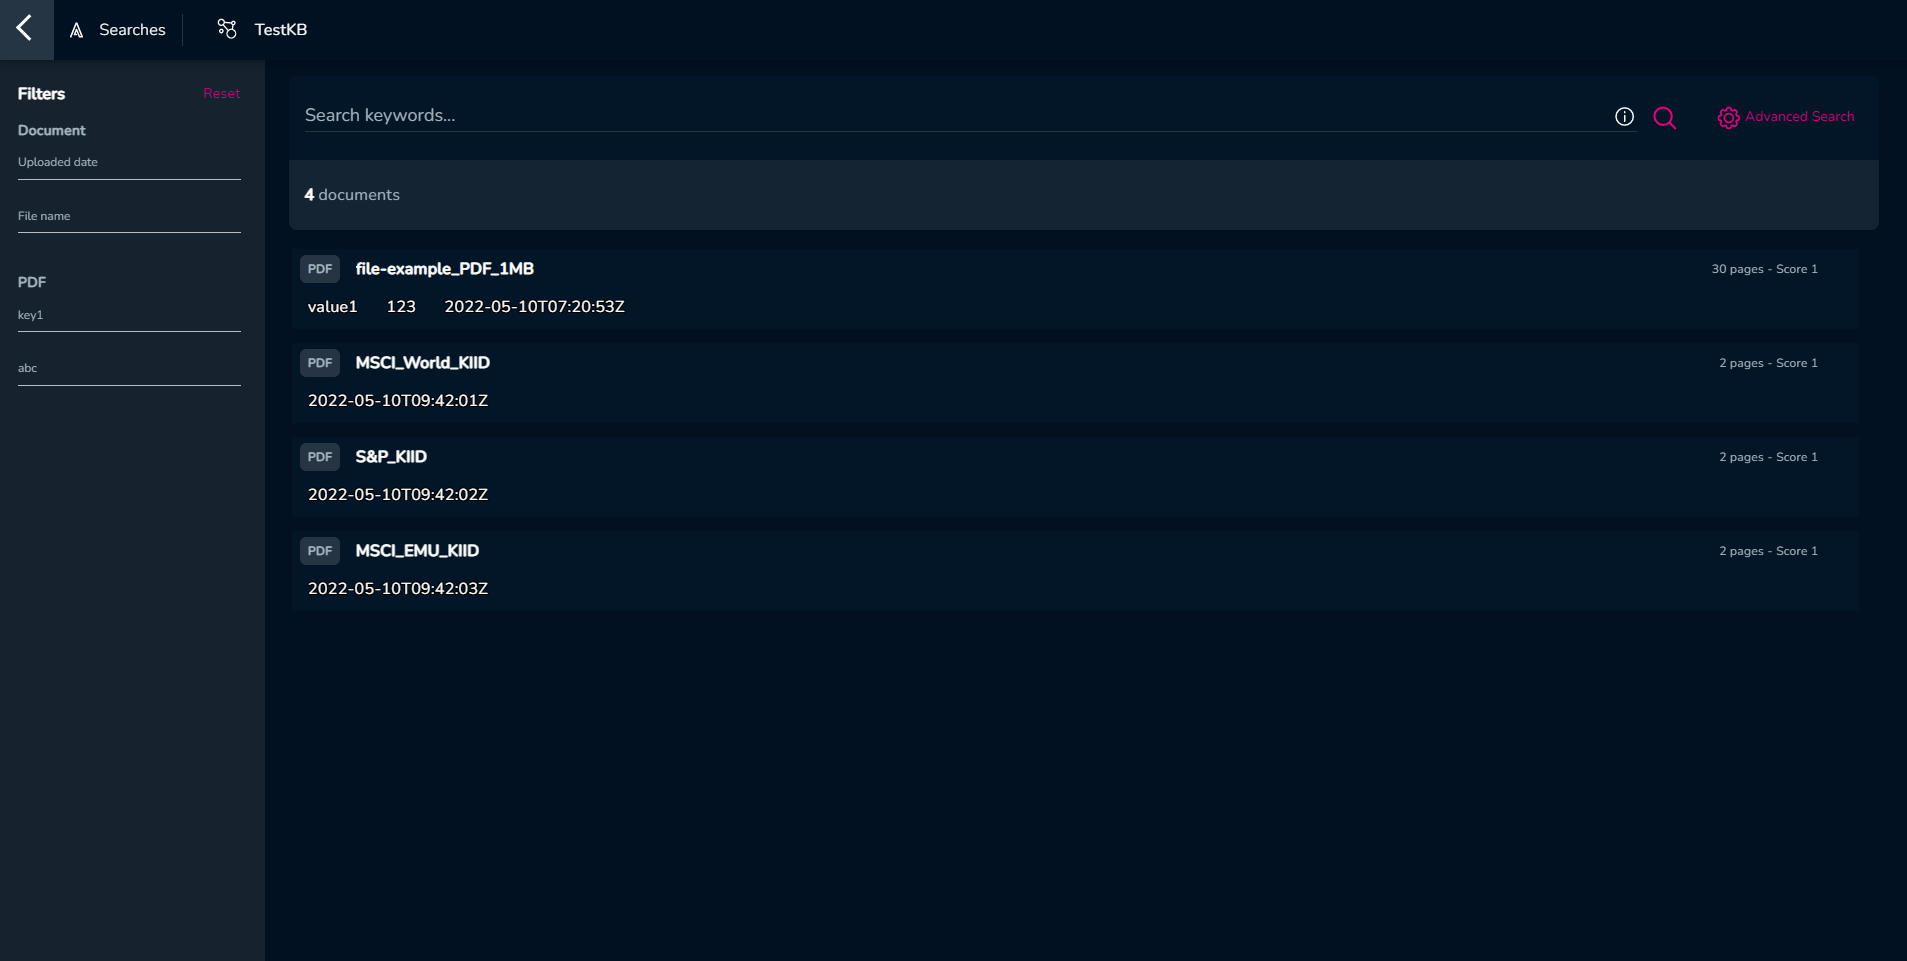 Searches TestKB
Filters Reset
Document
Uploaded date
File name
PDF
key1
abc
Search keywords... Advanced Search
4 documents
PDF file-example_PDF_1MB 30 pages - Score 1
value1 123 2022-05-10T07:20:53Z
PDF MSCI_World_KIID 2 pages - Score 1
2022-05-10T09:42:01Z
PDF S&P_KIID 2 pages - Score 1
2022-05-10T09:42:02Z
PDF MSCI_EMU_KIID 2 pages - Score 1
2022-05-10T09:42:03Z